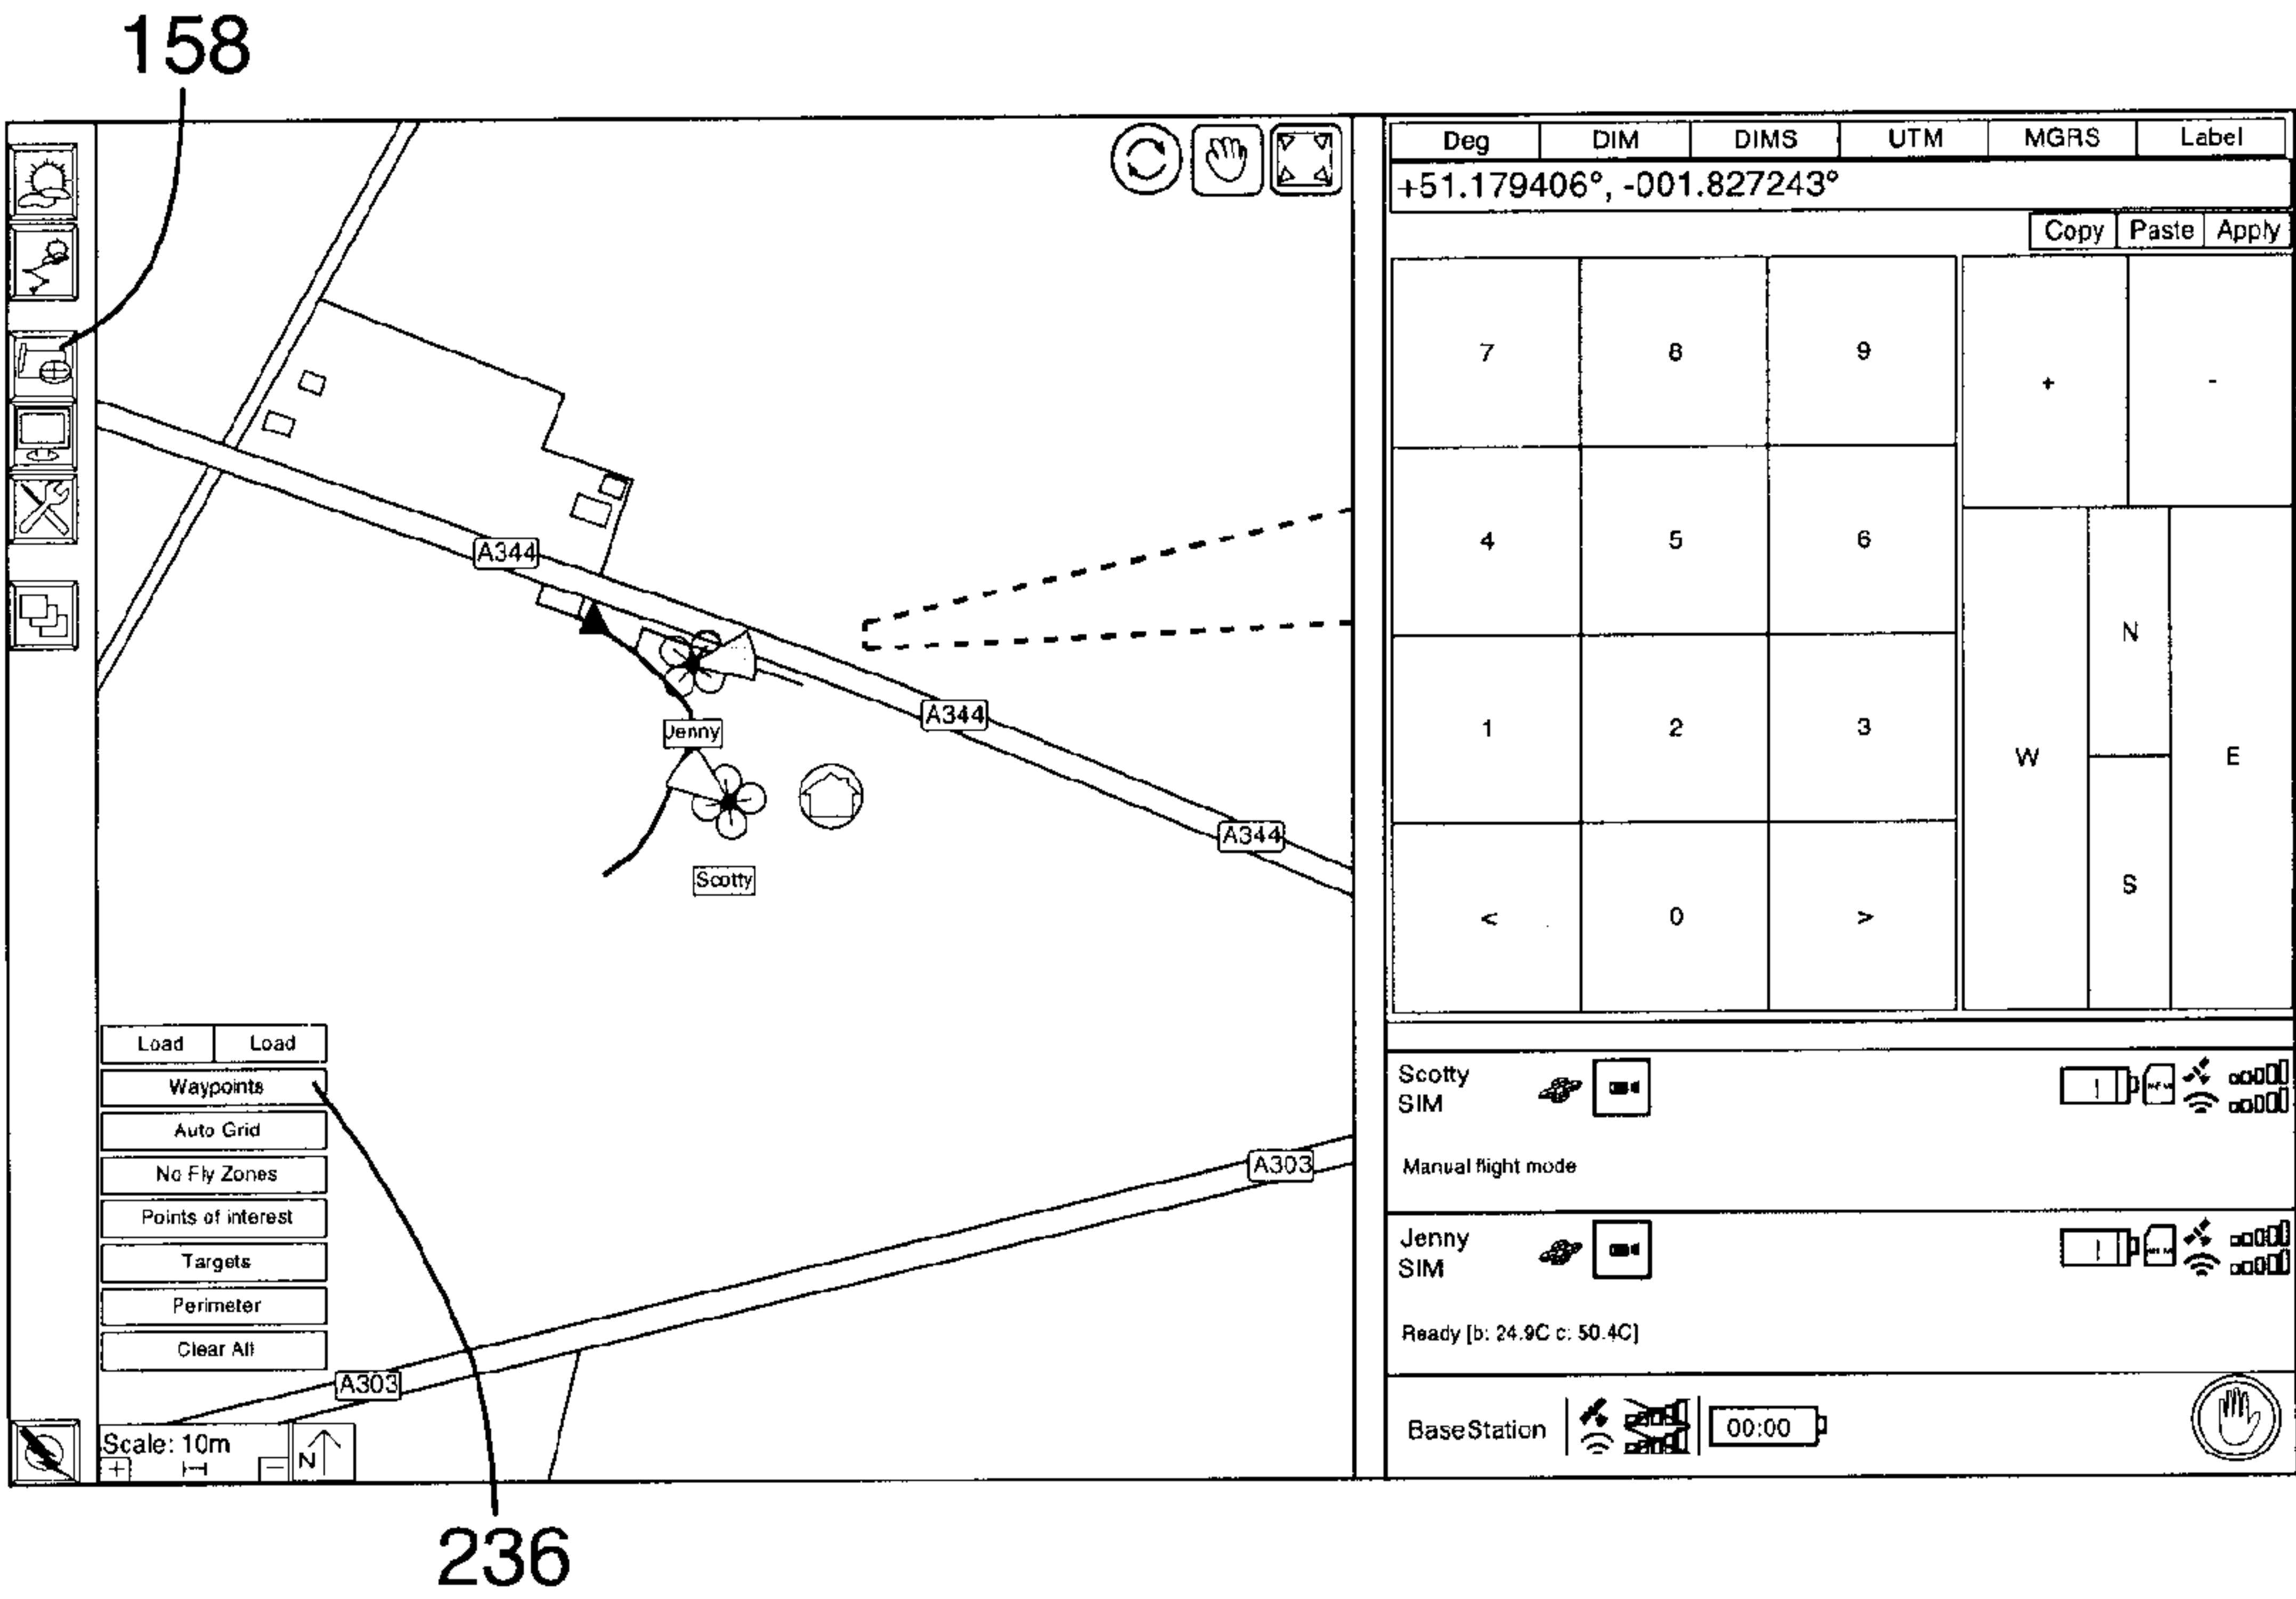 158
Deg DIM DIMS UTM MGRS Label
+51.179406°, -001.827243°
Copy Paste Apply
7 8 9 + -
4 5 6
N
1 2 3
W E
S
< 0 >
A344
A344
A344
Jenny
Scotty
Load Load
Waypoints
Auto Grid
No Fly Zones
Points of interest
Targets
Perimeter
Clear All
A303
A303
Scale: 10m
+ − N
Scotty
SIM
Manual flight mode
Jenny
SIM
Ready [b: 24.9C c: 50.4C]
BaseStation 00:00
236